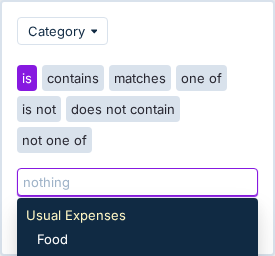 Category
is contains matches one of
is not does not contain
not one of
nothing
Usual Expenses
Food